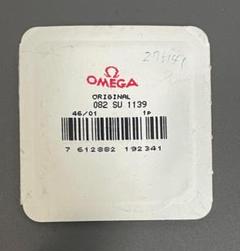 Ω
OMEGA
ORIGINAL
082 SU 1139
46/01 1P
7 612882 192341